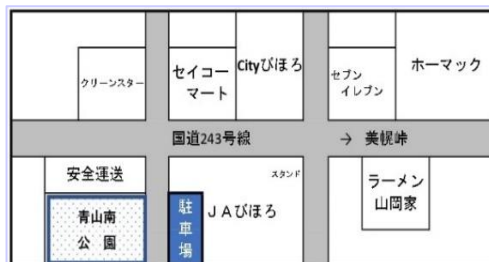 クリーンスター
セイコー
マート
Cityびほろ
セブン
イレブン
ホーマック
国道243号線
→ 美幌峠
安全運送
青山南
公園
駐車場
JAびほろ
スタンド
ラーメン
山岡家